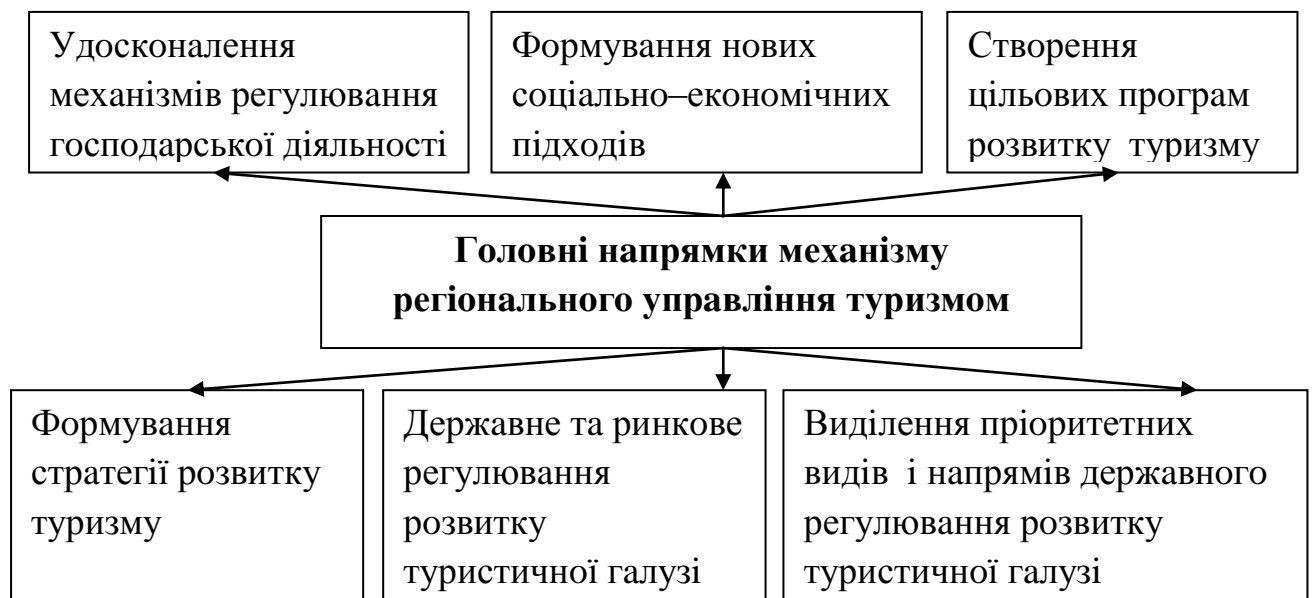 Удосконалення
механізмів регулювання
господарської діяльності
Формування нових
соціально–економічних
підходів
Створення
цільових програм
розвитку туризму
Головні напрямки механізму
регіонального управління туризмом
Формування
стратегії розвитку
туризму
Державне та ринкове
регулювання
розвитку
туристичної галузі
Виділення пріоритетних
видів і напрямів державного
регулювання розвитку
туристичної галузі